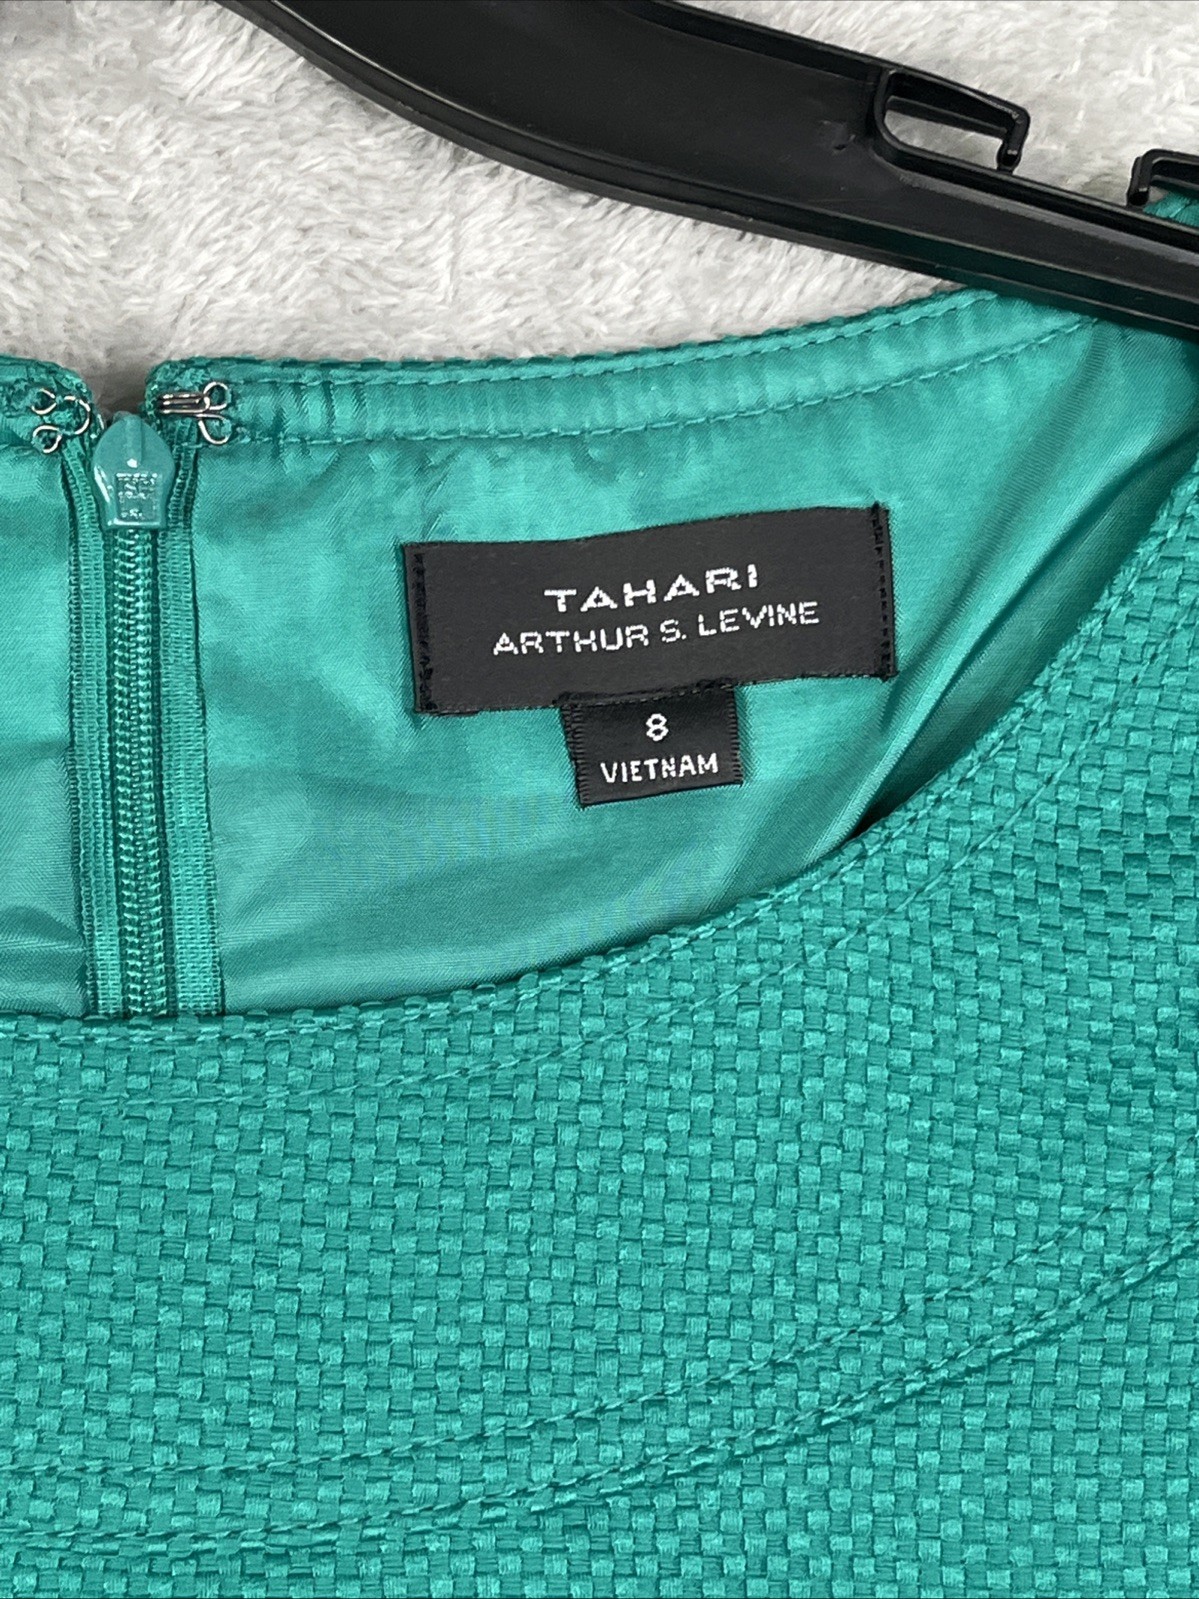 TAHARI
ARTHUR S. LEVINE
8
VIETNAM